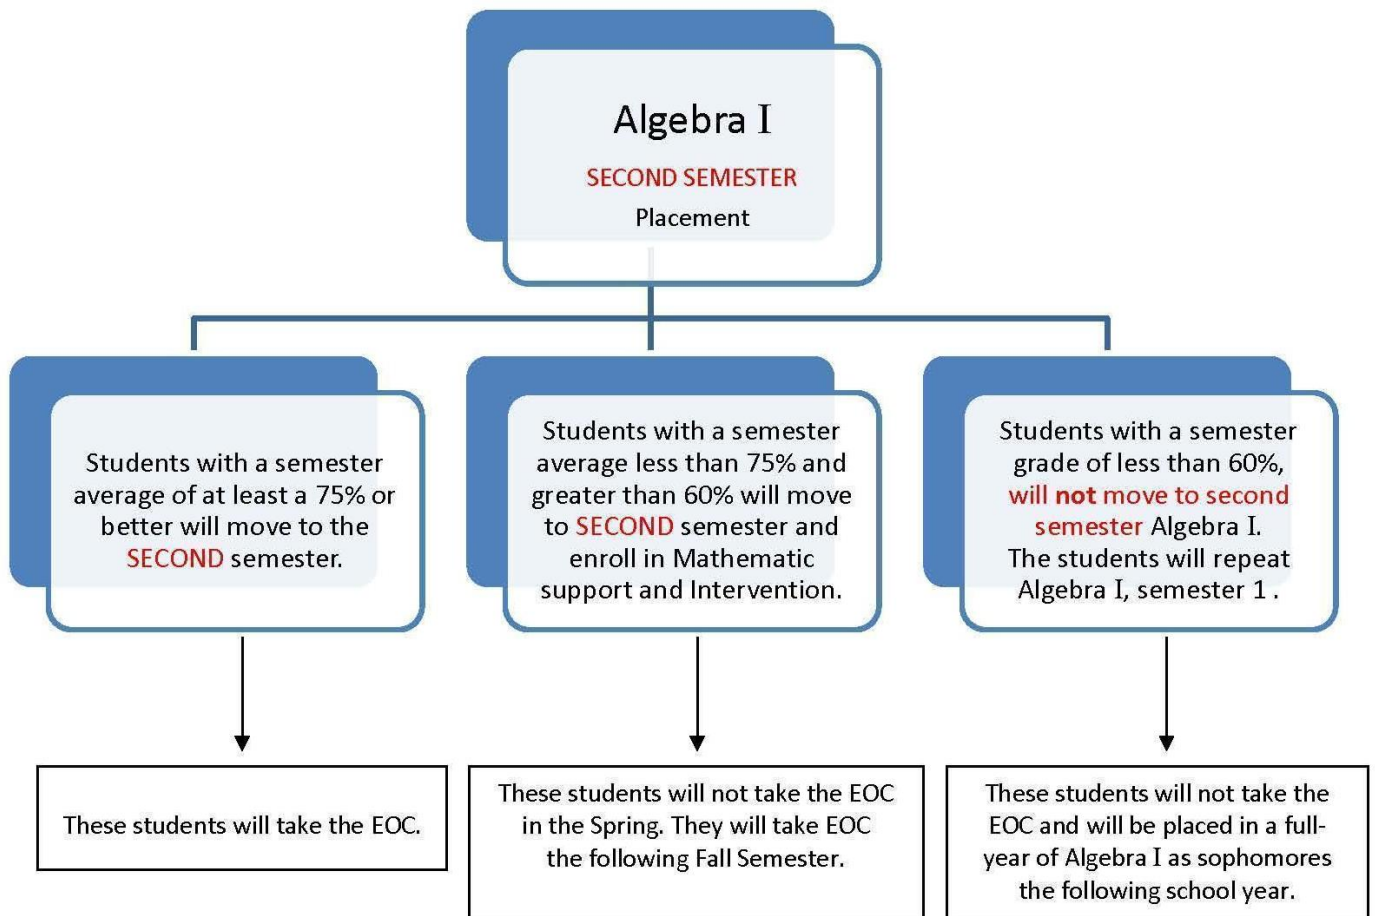 Algebra I
SECOND SEMESTER
Placement
Students with a semester
average of at least a 75% or
better will move to the
SECOND semester.
Students with a semester
average less than 75% and
greater than 60% will move
to SECOND semester and
enroll in Mathematic
support and Intervention.
Students with a semester
grade of less than 60%,
will not move to second
semester Algebra I.
The students will repeat
Algebra I, semester 1 .
These students will take the EOC.
These students will not take the EOC
in the Spring. They will take EOC
the following Fall Semester.
These students will not take the
EOC and will be placed in a full-
year of Algebra I as sophomores
the following school year.